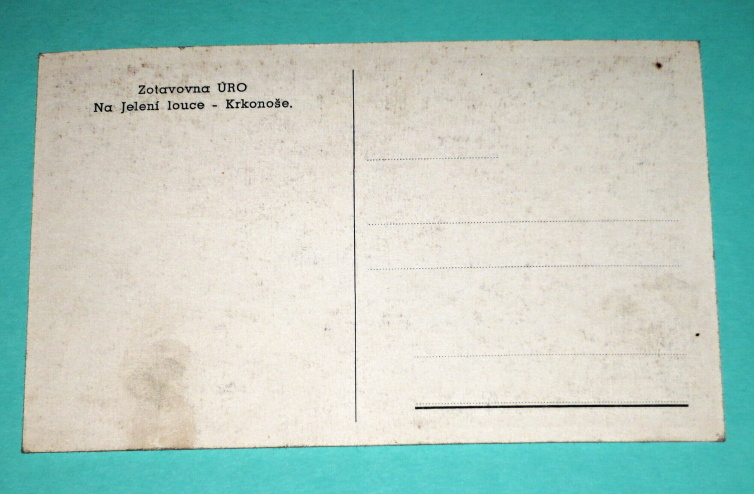 Zotavovna ÚRO
Na Jelení louce - Krkonoše.